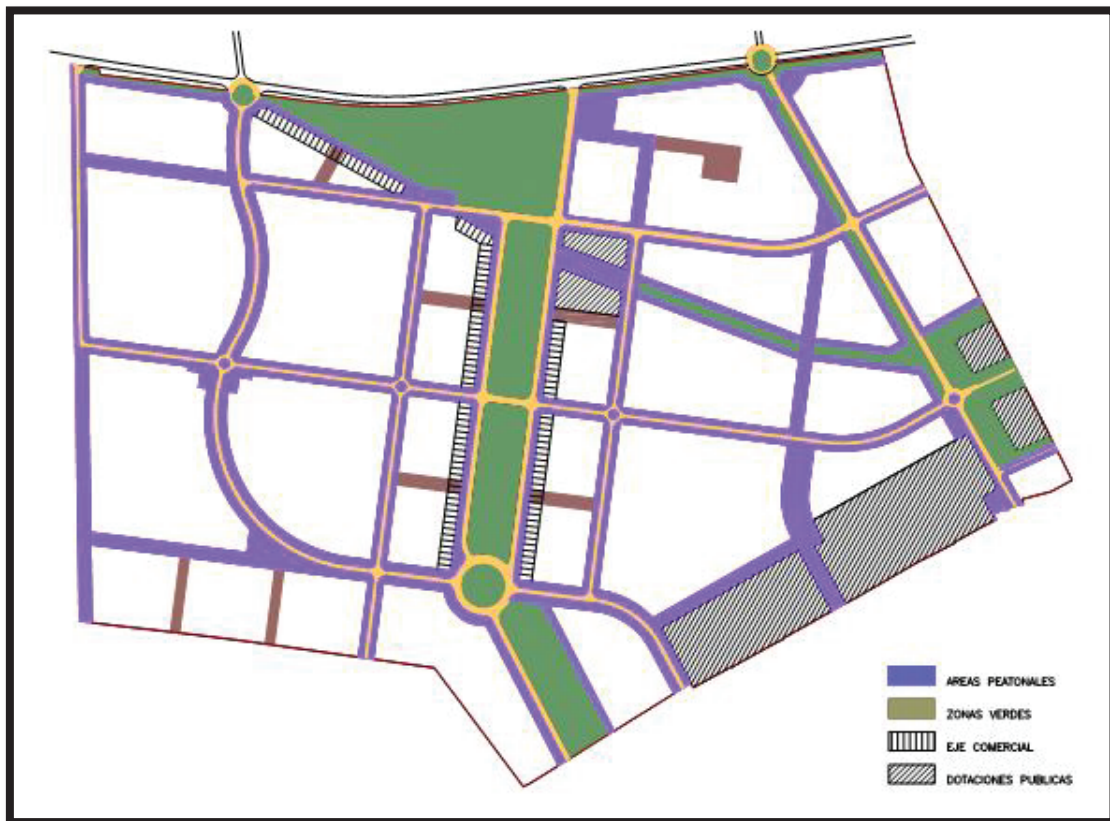 AREAS PEATONALES
ZONAS VERDES
EJE COMERCIAL
DOTACIONES PUBLICAS